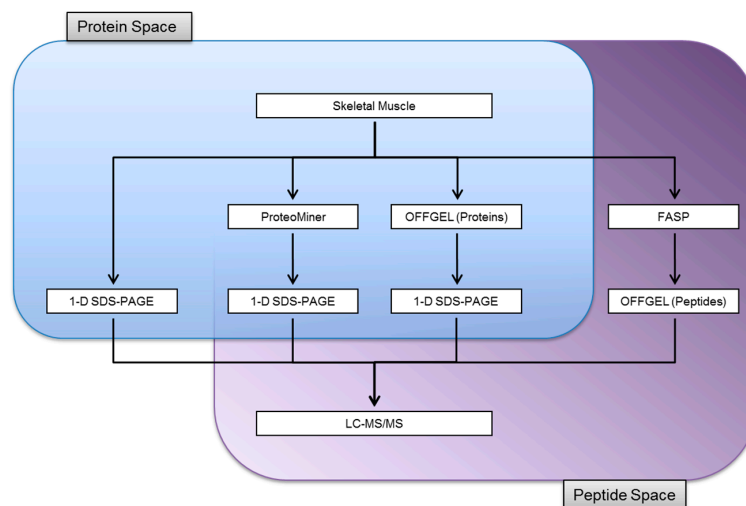 Protein Space
Skeletal Muscle
ProteoMiner
OFFGEL (Proteins)
FASP
1-D SDS-PAGE
1-D SDS-PAGE
1-D SDS-PAGE
OFFGEL (Peptides)
LC-MS/MS
Peptide Space